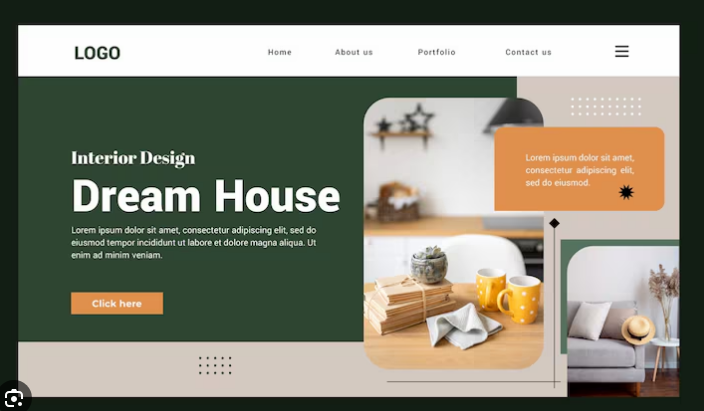 LOGO
Home
About us
Portfolio
Contact us
Interior Design
Dream House
Lorem ipsum dolor sit amet, consectetur adipiscing elit, sed do
eiusmod tempor incididunt ut labore et dolore magna aliqua. Ut
enim ad minim veniam.
Click here
Lorem ipsum dolor sit amet,
consectetur adipiscing elit,
sed do eiusmod.